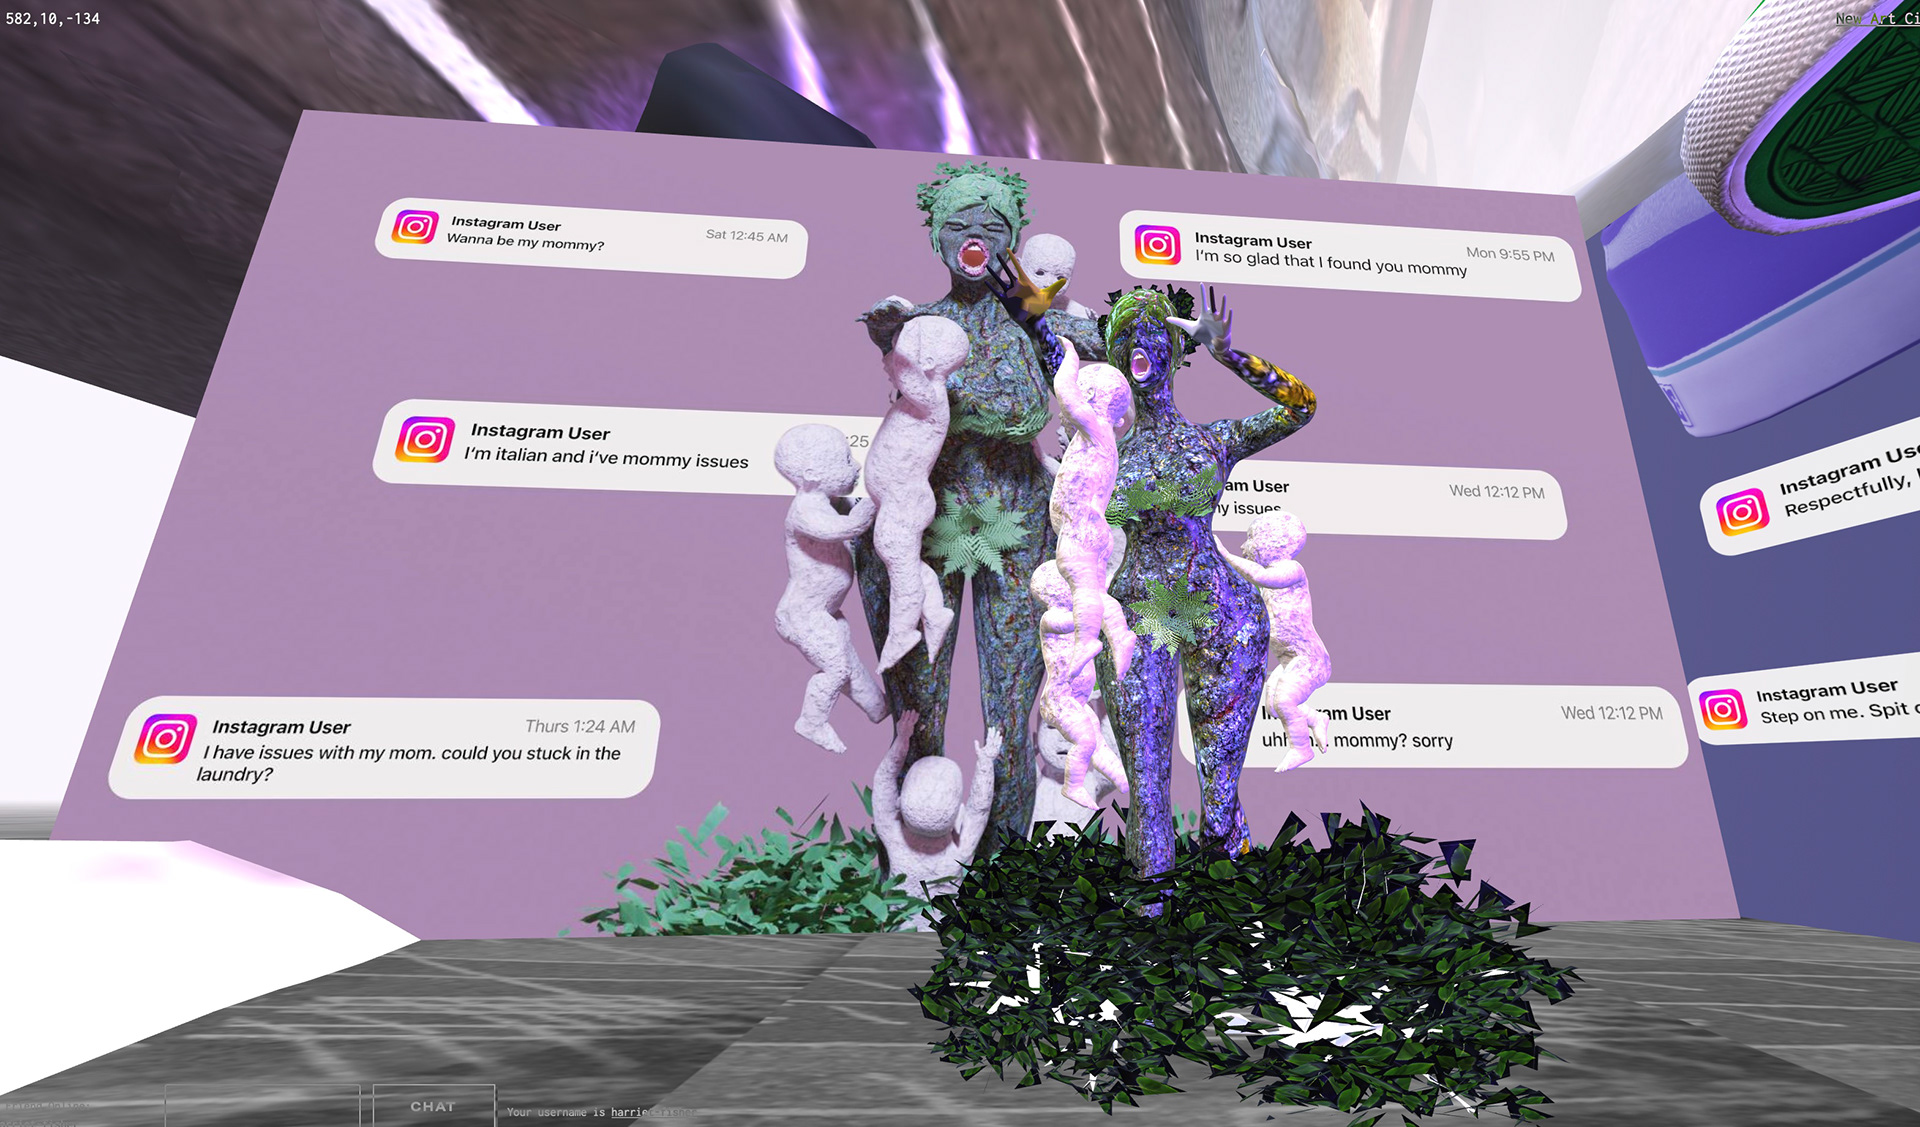 582,10,-134
New Art Ci
Instagram User
Sat 12:45 AM
Wanna be my mommy?
Instagram User
Mon 9:55 PM
I'm so glad that I found you mommy
Instagram User
:25
I'm italian and i've mommy issues
am User
Wed 12:12 PM
y issues
Instagram User
Thurs 1:24 AM
I have issues with my mom. could you stuck in the
laundry?
am User
Wed 12:12 PM
mommy? sorry
Instagram Use
Respectfully,
Instagram User
Step on me. Spit
CHAT
Your username is